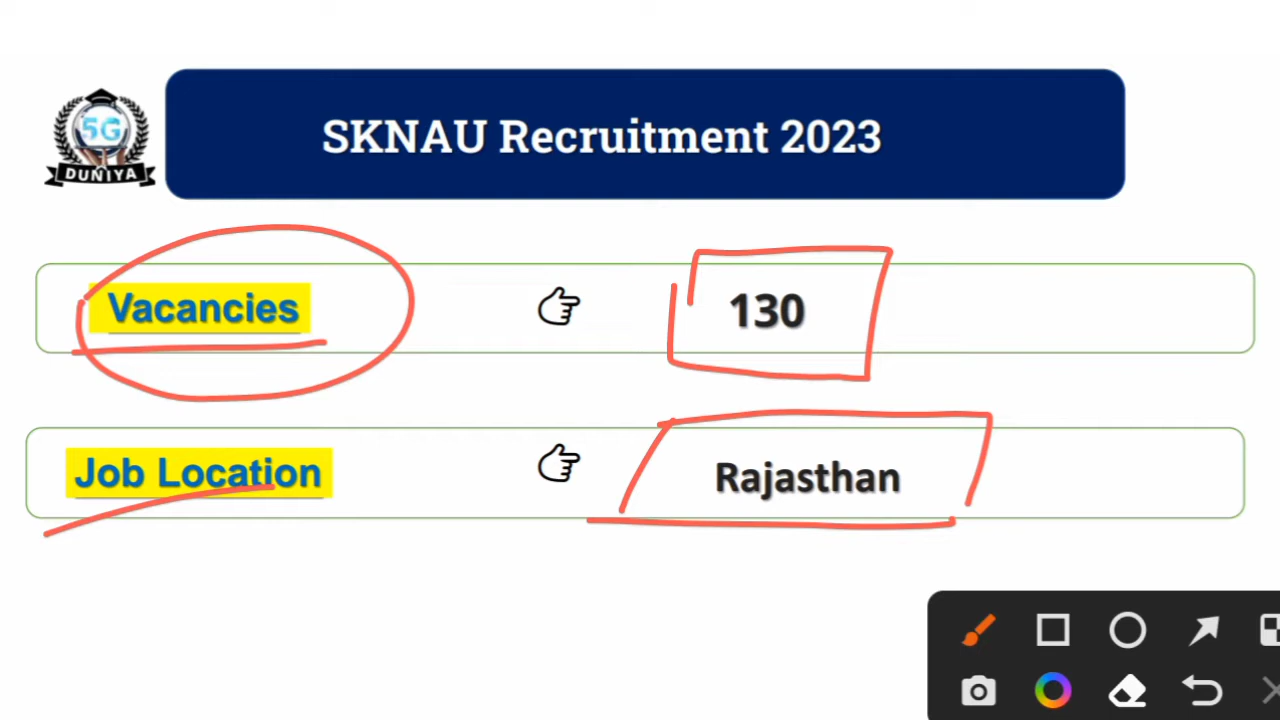 5G
DUNIYA
SKNAU Recruitment 2023
Vacancies 130
Job Location Rajasthan